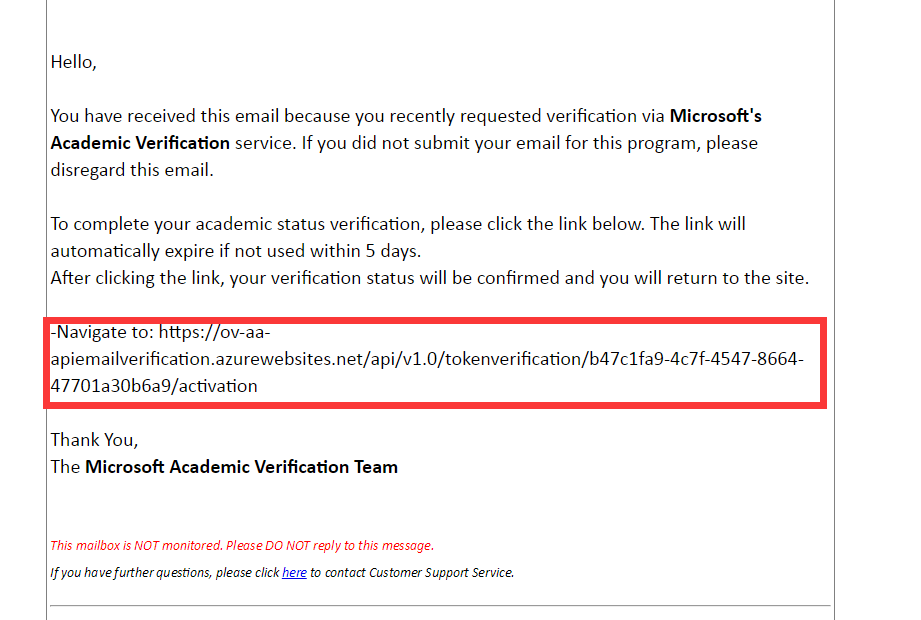 Hello,
You have received this email because you recently requested verification via Microsoft's
Academic Verification service. If you did not submit your email for this program, please
disregard this email.
To complete your academic status verification, please click the link below. The link will
automatically expire if not used within 5 days.
After clicking the link, your verification status will be confirmed and you will return to the site.
-Navigate to: https://ov-aa-
apiemailverification.azurewebsites.net/api/v1.0/tokenverification/b47c1fa9-4c7f-4547-8664-
47701a30b6a9/activation
Thank You,
The Microsoft Academic Verification Team
This mailbox is NOT monitored. Please DO NOT reply to this message.
If you have further questions, please click here to contact Customer Support Service.